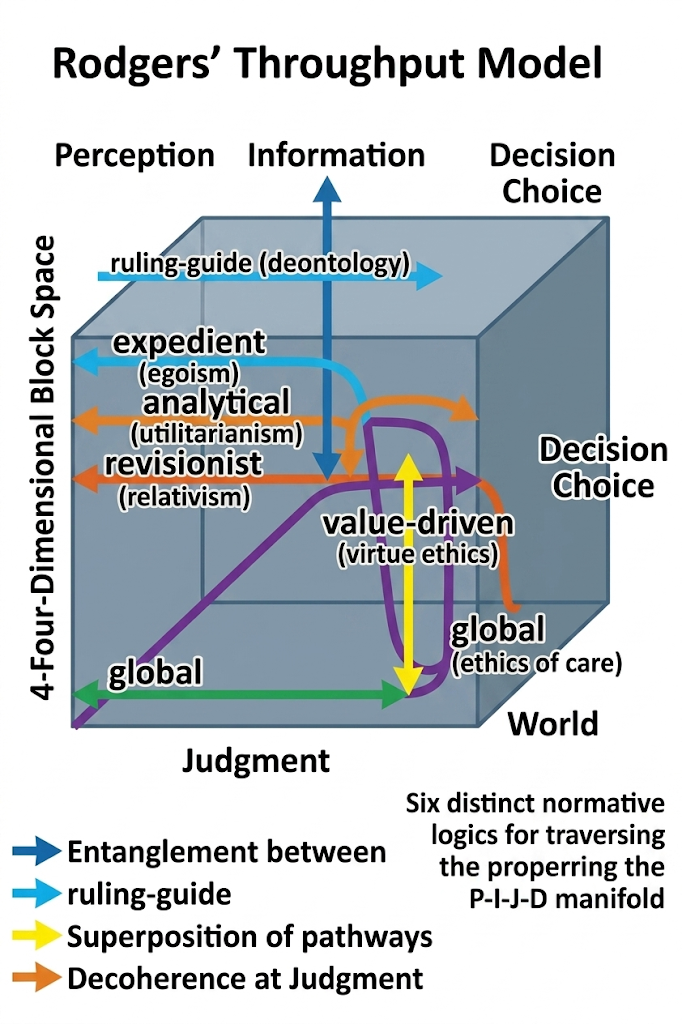 Rodgers’ Throughput Model
Perception
Information
Decision
Choice
4-Four-Dimensional Block Space
ruling-guide (deontology)
expedient
(egoism)
analytical
(utilitarianism)
revisionist
(relativism)
Decision
Choice
value-driven
(virtue ethics)
global
(ethics of care)
global
World
Judgment
Six distinct normative
logics for traversing
the properring the
P-I-J-D manifold
Entanglement between
ruling-guide
Superposition of pathways
Decoherence at Judgment